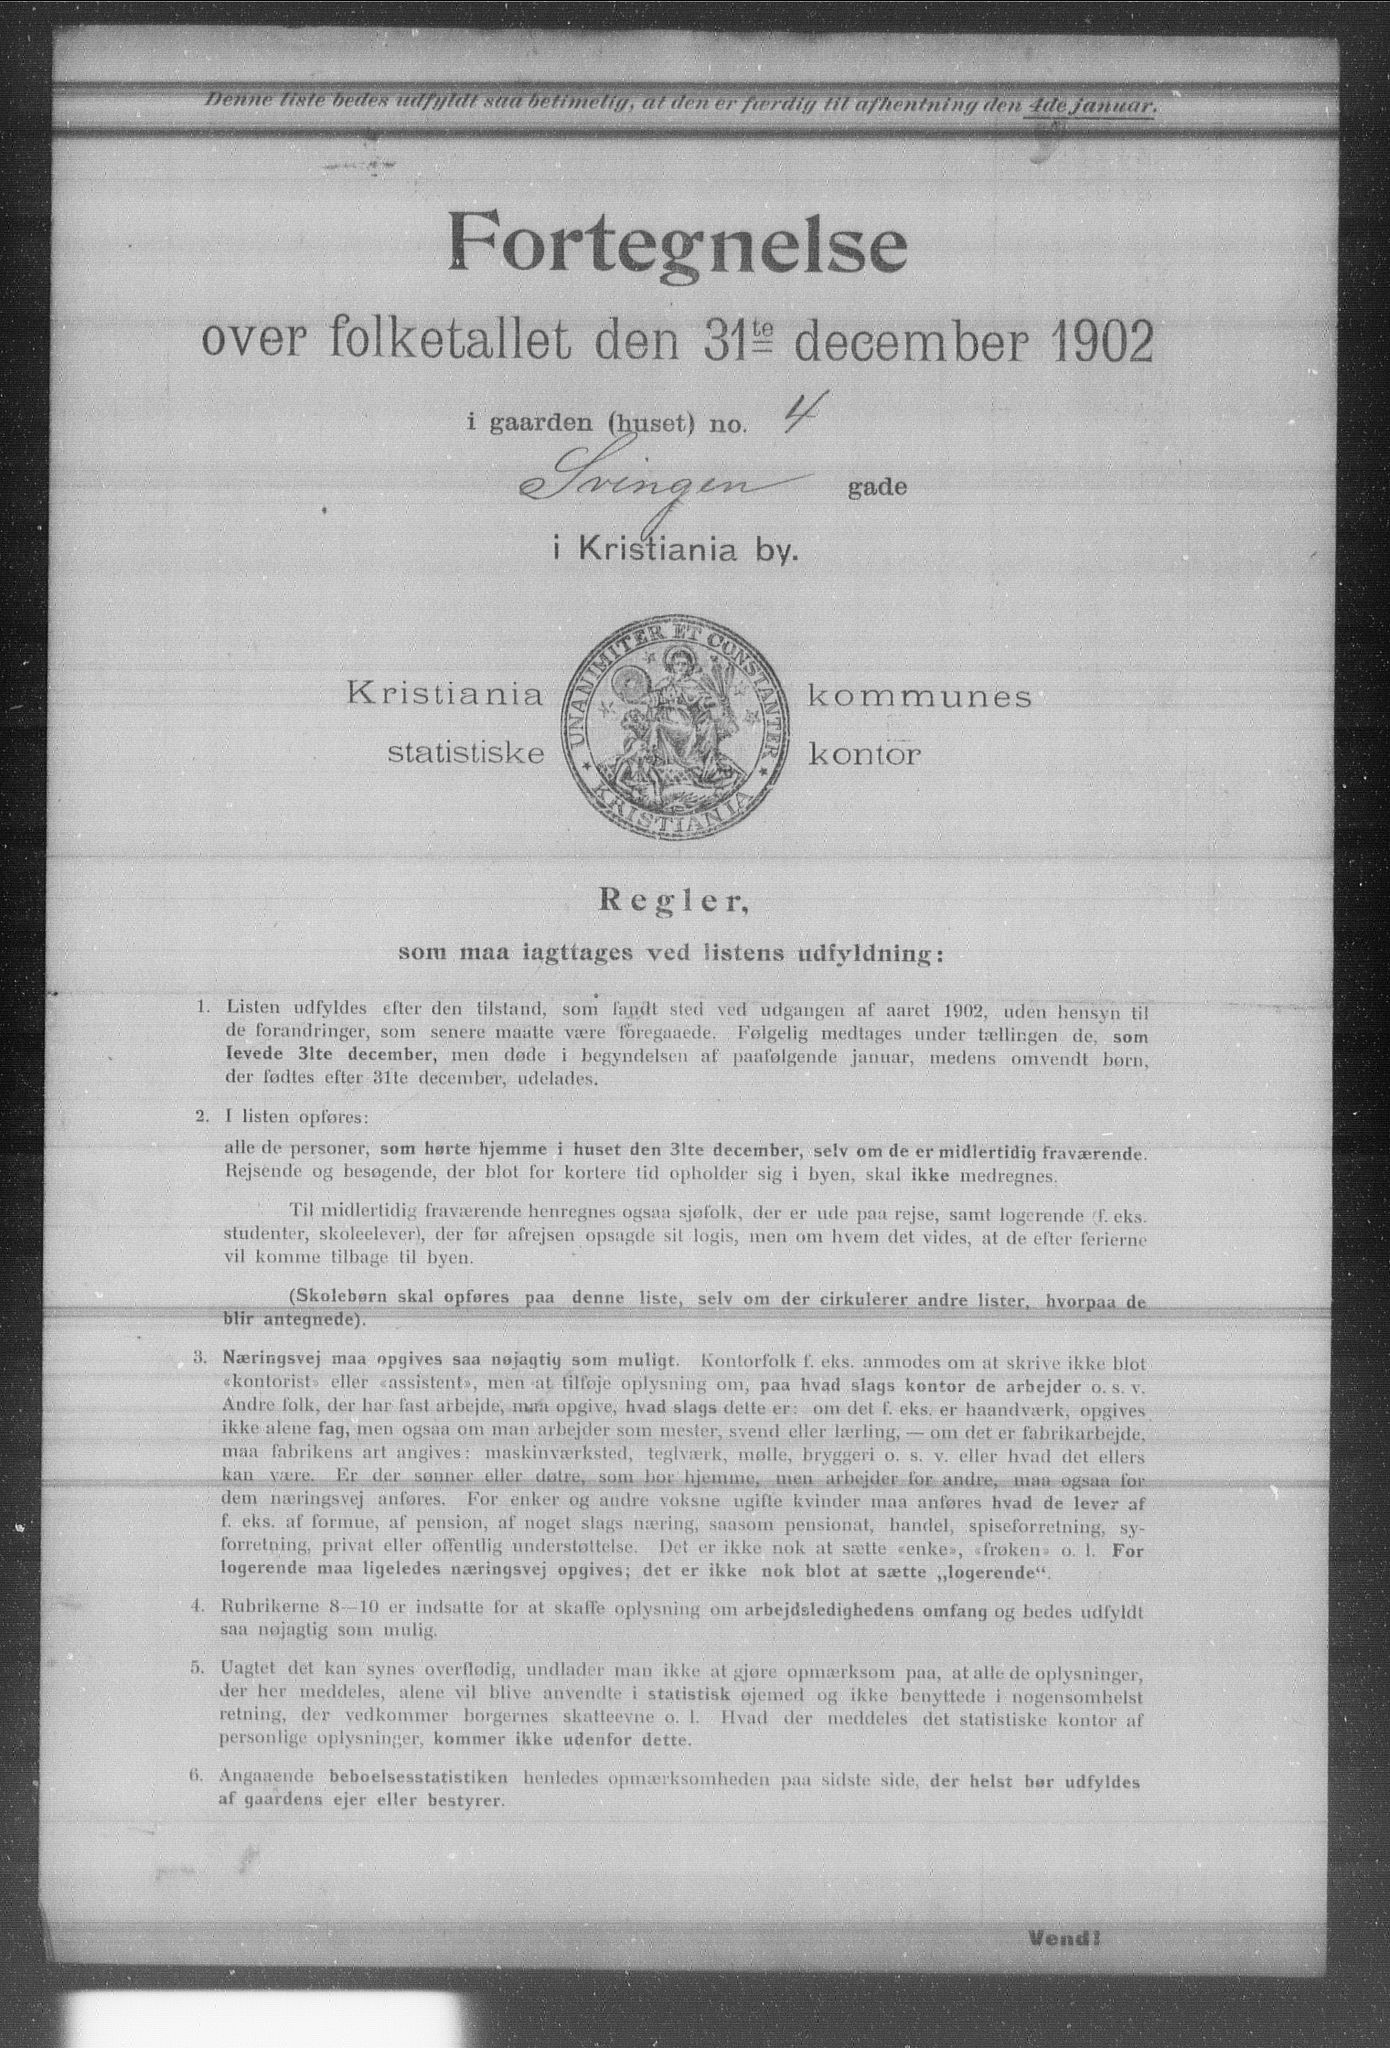 Denne liste bedes udfyldt saa betimelig, at den er færdig til afhentning den 4de januar.
Fortegnelse
over folketallet den 31te december 1902
i gaarden (huset) no. 4
Svingen gade
i Kristiania by.
UNANIMITER ET CONSTANTER
KRISTIANIA
Kristiania kommunes
statistiske kontor
Regler,
som maa iagttages ved listens udfyldning:
1. Listen udfyldes efter den tilstand, som fandt sted ved udgangen af aaret 1902, uden hensyn til
de forandringer, som senere maatte være foregaaede. Følgelig medtages under tællingen de, som
levede 31te december, men døde i begyndelsen af paafølgende januar, medens omvendt børn,
der fødtes efter 31te december, udelades.
2. I listen opføres:
alle de personer, som hørte hjemme i huset den 31te december, selv om de er midlertidig fraværende.
Rejsende og besøgende, der blot for kortere tid opholder sig i byen, skal ikke medregnes.
Til midlertidig fraværende henregnes ogsaa sjøfolk, der er ude paa rejse, samt logerende (f. eks.
studenter, skoleelever), der før afrejsen opsagde sit logis, men om hvem det vides, at de efter ferierne
vil komme tilbage til byen.
(Skolebørn skal opføres paa denne liste, selv om der cirkulerer andre lister, hvorpaa de
blir antegnede).
3. Næringsvej maa opgives saa nøjagtig som muligt. Kontorfolk f. eks. anmodes om at skrive ikke blot
«kontorist» eller «assistent», men at tilføje oplysning om, paa hvad slags kontor de arbejder o. s. v.
Andre folk, der har fast arbejde, maa opgive, hvad slags dette er: om det f. eks. er haandværk, opgives
ikke alene fag, men ogsaa om man arbejder som mester, svend eller lærling, — om det er fabrikarbejde,
maa fabrikens art angives: maskinværksted, teglværk, mølle, bryggeri o. s. v. eller hvad det ellers
kan være. Er der sønner eller døtre, som bor hjemme, men arbejder for andre, maa ogsaa for
dem næringsvej anføres. For enker og andre voksne ugifte kvinder maa anføres hvad de lever af
f. eks. af formue, af pension, af noget slags næring, saasom pensionat, handel, spiseforretning, sy-
forretning, privat eller offentlig understøttelse. Det er ikke nok at sætte «enke», «frøken» o. l. For
logerende maa ligeledes næringsvej opgives; det er ikke nok blot at sætte „logerende“.
4. Rubrikerne 8—10 er indsatte for at skaffe oplysning om arbejdsledighedens omfang og bedes udfyldt
saa nøjagtig som mulig.
5. Uagtet det kan synes overflødig, undlader man ikke at gjøre opmærksom paa, at alle de oplysninger,
der her meddeles, alene vil blive anvendte i statistisk øjemed og ikke benyttede i nogensomhelst
retning, der vedkommer borgernes skatteevne o. l. Hvad der meddeles det statistiske kontor af
personlige oplysninger, kommer ikke udenfor dette.
6. Angaaende beboelsesstatistiken henledes opmærksomheden paa sidste side, der helst bør udfyldes
af gaardens ejer eller bestyrer.
Vend!